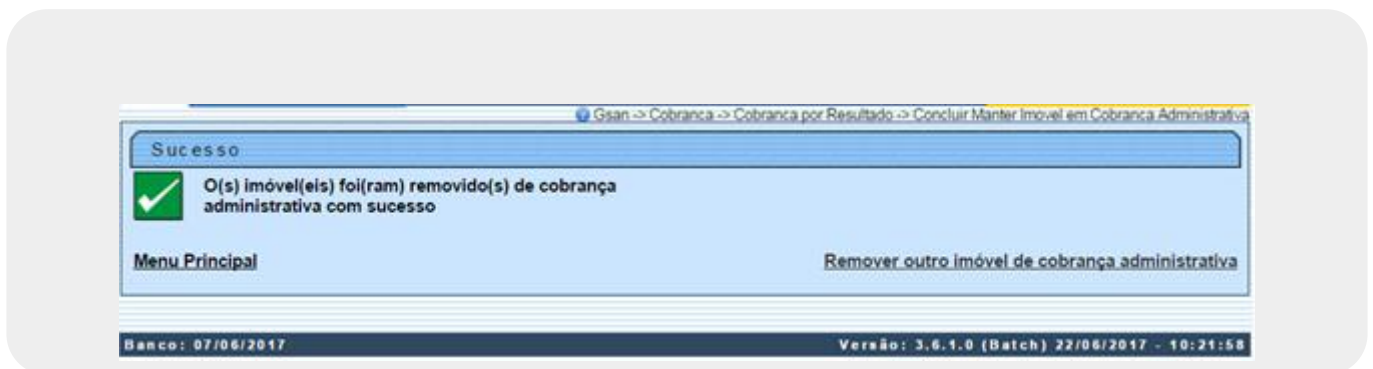 Gsan -> Cobranca -> Cobranca por Resultado -> Concluir Manter Imovel em Cobranca Administrativa
Sucesso
O(s) imóvel(eis) foi(ram) removido(s) de cobrança
administrativa com sucesso
Menu Principal
Remover outro imóvel de cobrança administrativa
Banco: 07/06/2017
Versão: 3.6.1.0 (Batch) 22/06/2017 - 10:21:58